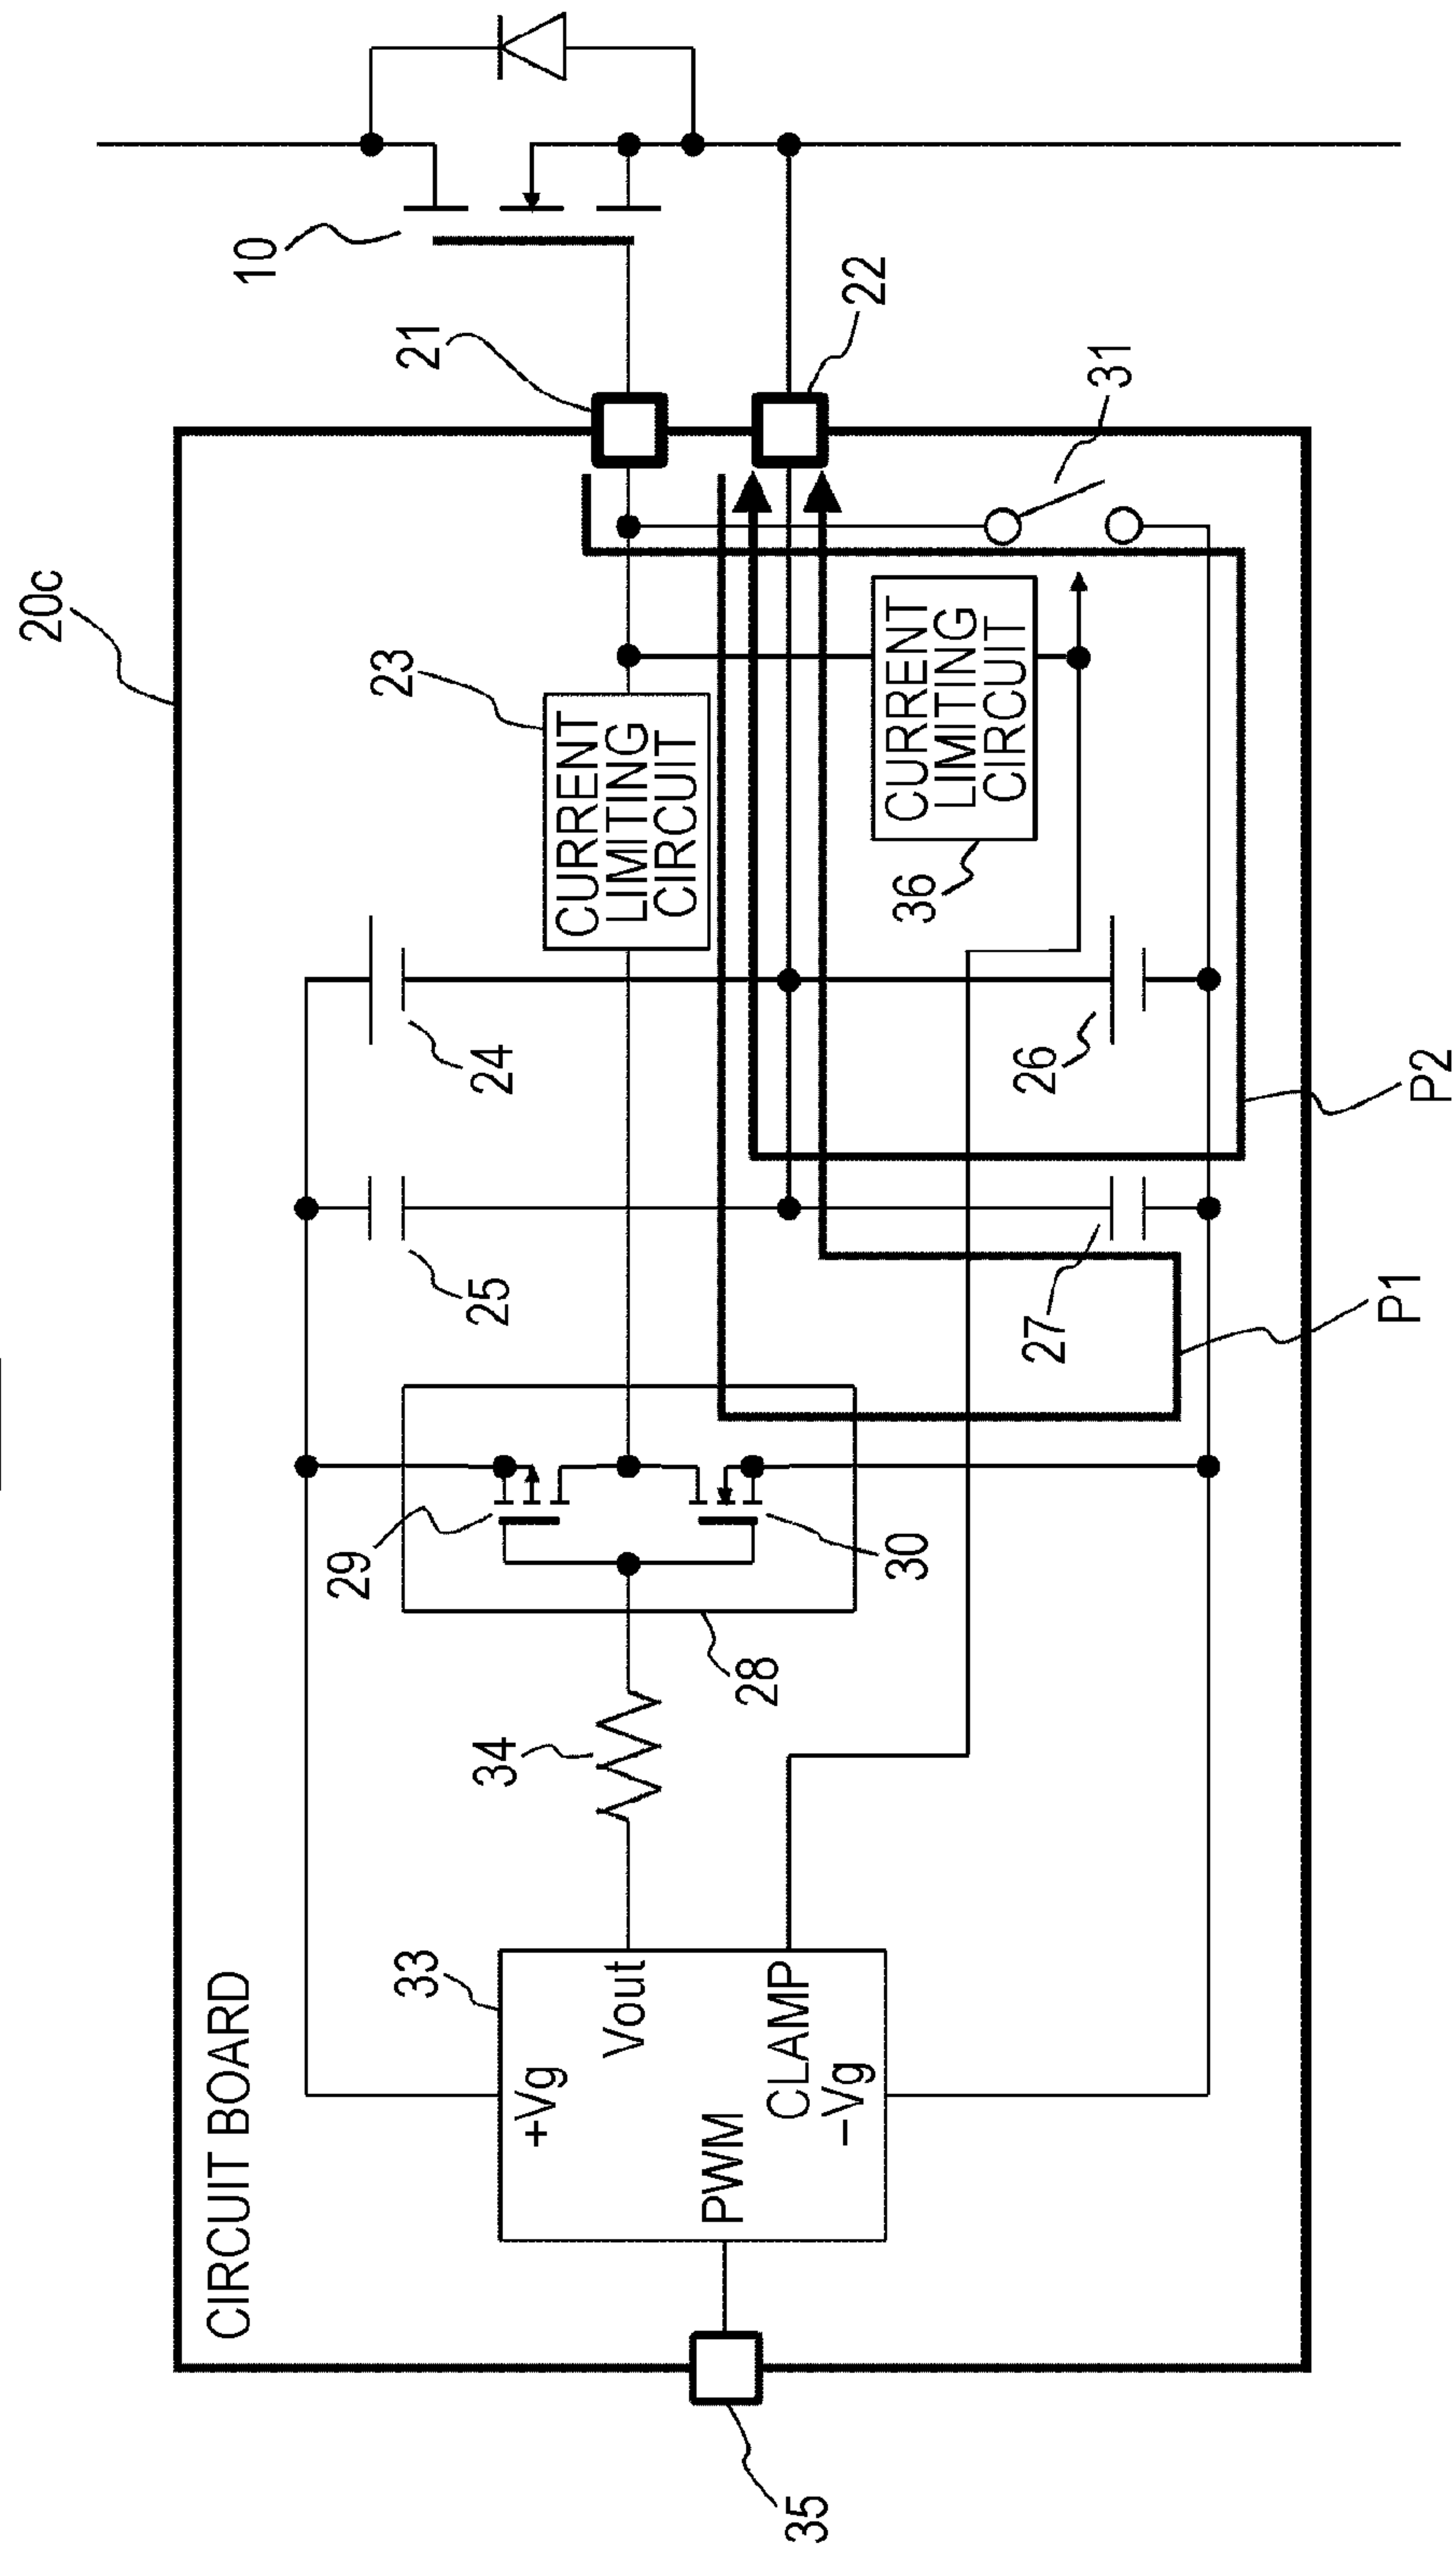 20c
CIRCUIT BOARD
10
21
22
23
CURRENT
LIMITING
CIRCUIT
31
CURRENT
LIMITING
CIRCUIT
36
24
25
26
27
P2
P1
29
30
28
34
33
+Vg
Vout
PWM
CLAMP
−Vg
35